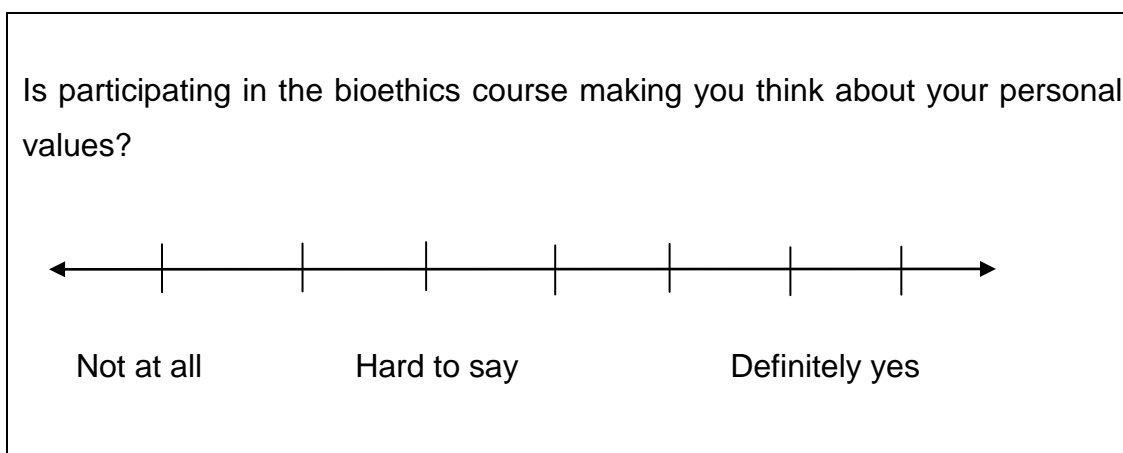 Is participating in the bioethics course making you think about your personal
values?
Not at all Hard to say Definitely yes